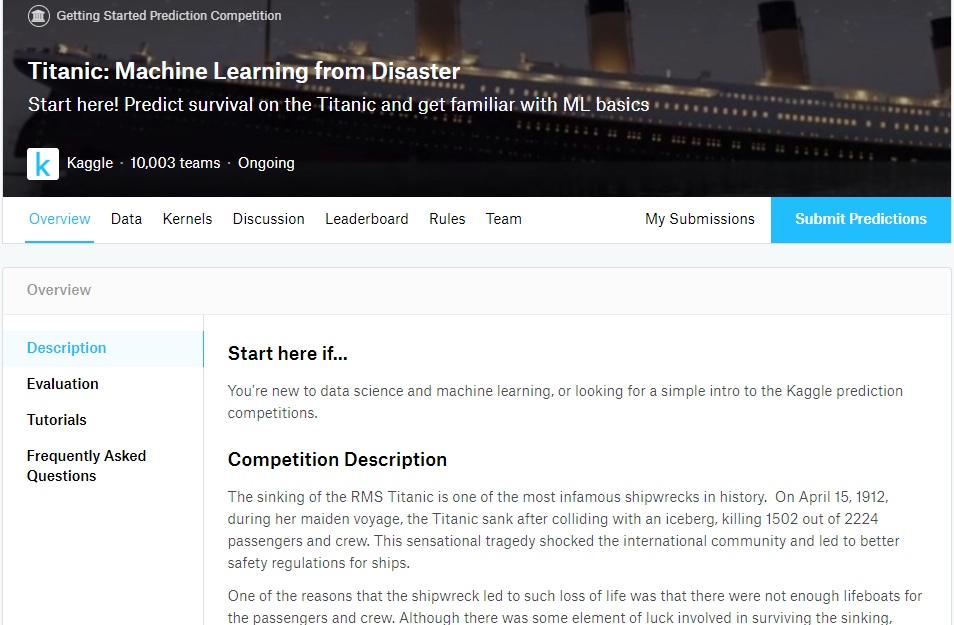 Getting Started Prediction Competition
Titanic: Machine Learning from Disaster
Start here! Predict survival on the Titanic and get familiar with ML basics
k
Kaggle · 10,003 teams · Ongoing
Overview Data Kernels Discussion Leaderboard Rules Team My Submissions Submit Predictions
Overview
Description
Evaluation
Tutorials
Frequently Asked
Questions
Start here if...
You're new to data science and machine learning, or looking for a simple intro to the Kaggle prediction
competitions.
Competition Description
The sinking of the RMS Titanic is one of the most infamous shipwrecks in history.  On April 15, 1912,
during her maiden voyage, the Titanic sank after colliding with an iceberg, killing 1502 out of 2224
passengers and crew. This sensational tragedy shocked the international community and led to better
safety regulations for ships.
One of the reasons that the shipwreck led to such loss of life was that there were not enough lifeboats for
the passengers and crew. Although there was some element of luck involved in surviving the sinking,